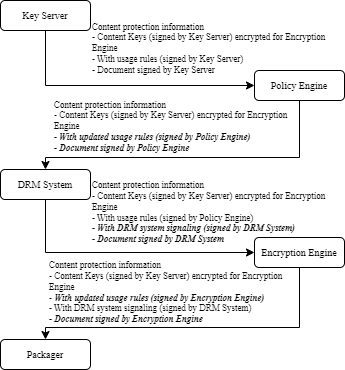 Key Server
Content protection information
- Content Keys (signed by Key Server) encrypted for Encryption
Engine
- With usage rules (signed by Key Server)
- Document signed by Key Server
Policy Engine
Content protection information
- Content Keys (signed by Key Server) encrypted for Encryption
Engine
- With updated usage rules (signed by Policy Engine)
- Document signed by Policy Engine
DRM System
Content protection information
- Content Keys (signed by Key Server) encrypted for Encryption
Engine
- With usage rules (signed by Policy Engine)
- With DRM system signaling (signed by DRM System)
- Document signed by DRM System
Encryption Engine
Content protection information
- Content Keys (signed by Key Server) encrypted for Encryption
Engine
- With updated usage rules (signed by Encryption Engine)
- With DRM system signaling (signed by DRM System)
- Document signed by Encryption Engine
Packager